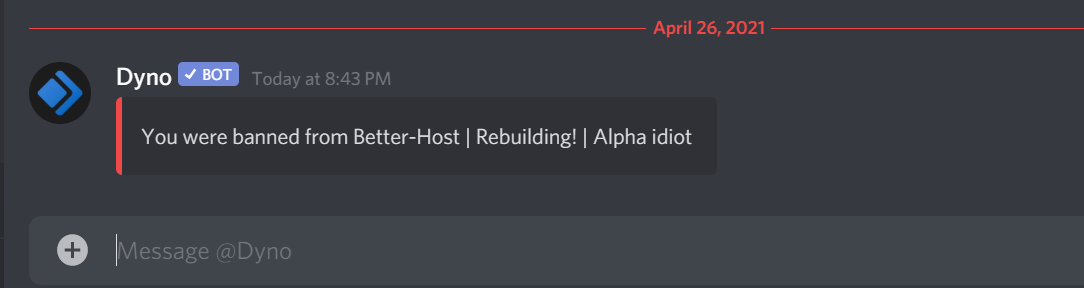 April 26, 2021
Dyno BOT Today at 8:43 PM
You were banned from Better-Host | Rebuilding! | Alpha idiot
Message @Dyno